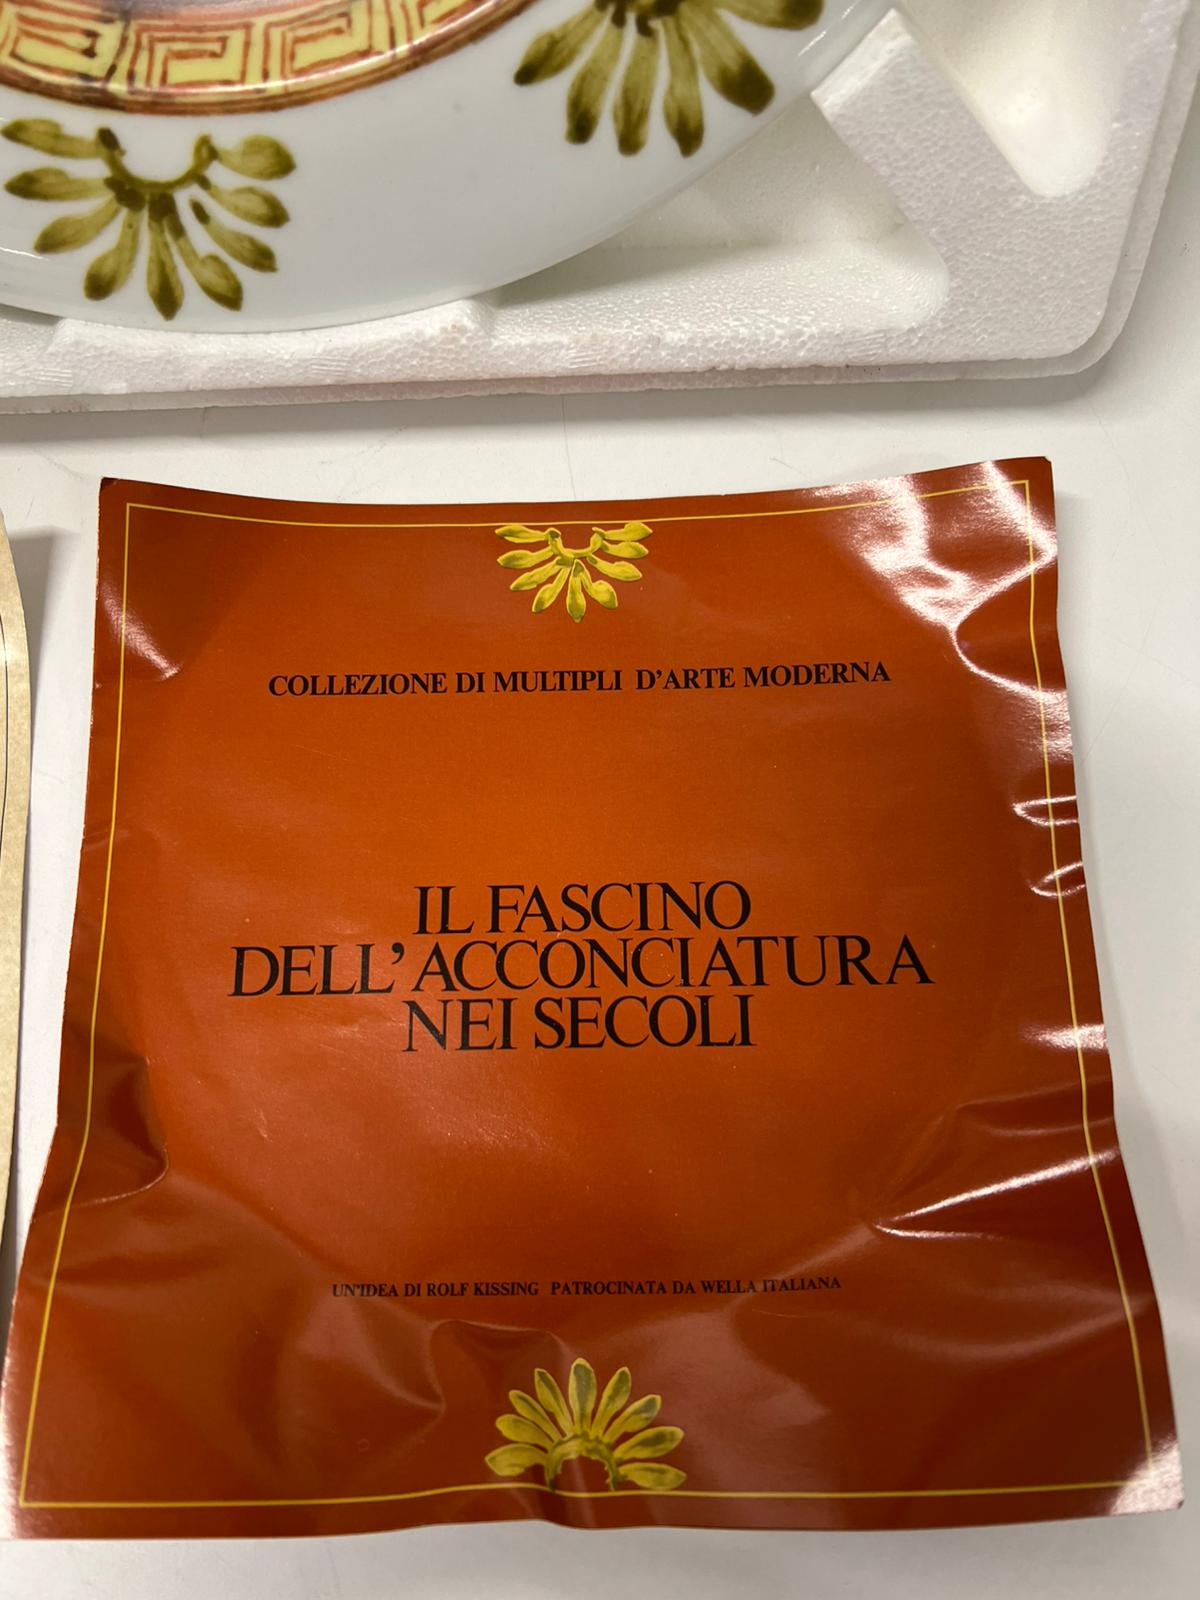 COLLEZIONE DI MULTIPLI D'ARTE MODERNA
IL FASCINO
DELL'ACCONCIATURA
NEI SECOLI
UN'IDEA DI ROLF KISSING PATROCINATA DA WELLA ITALIANA